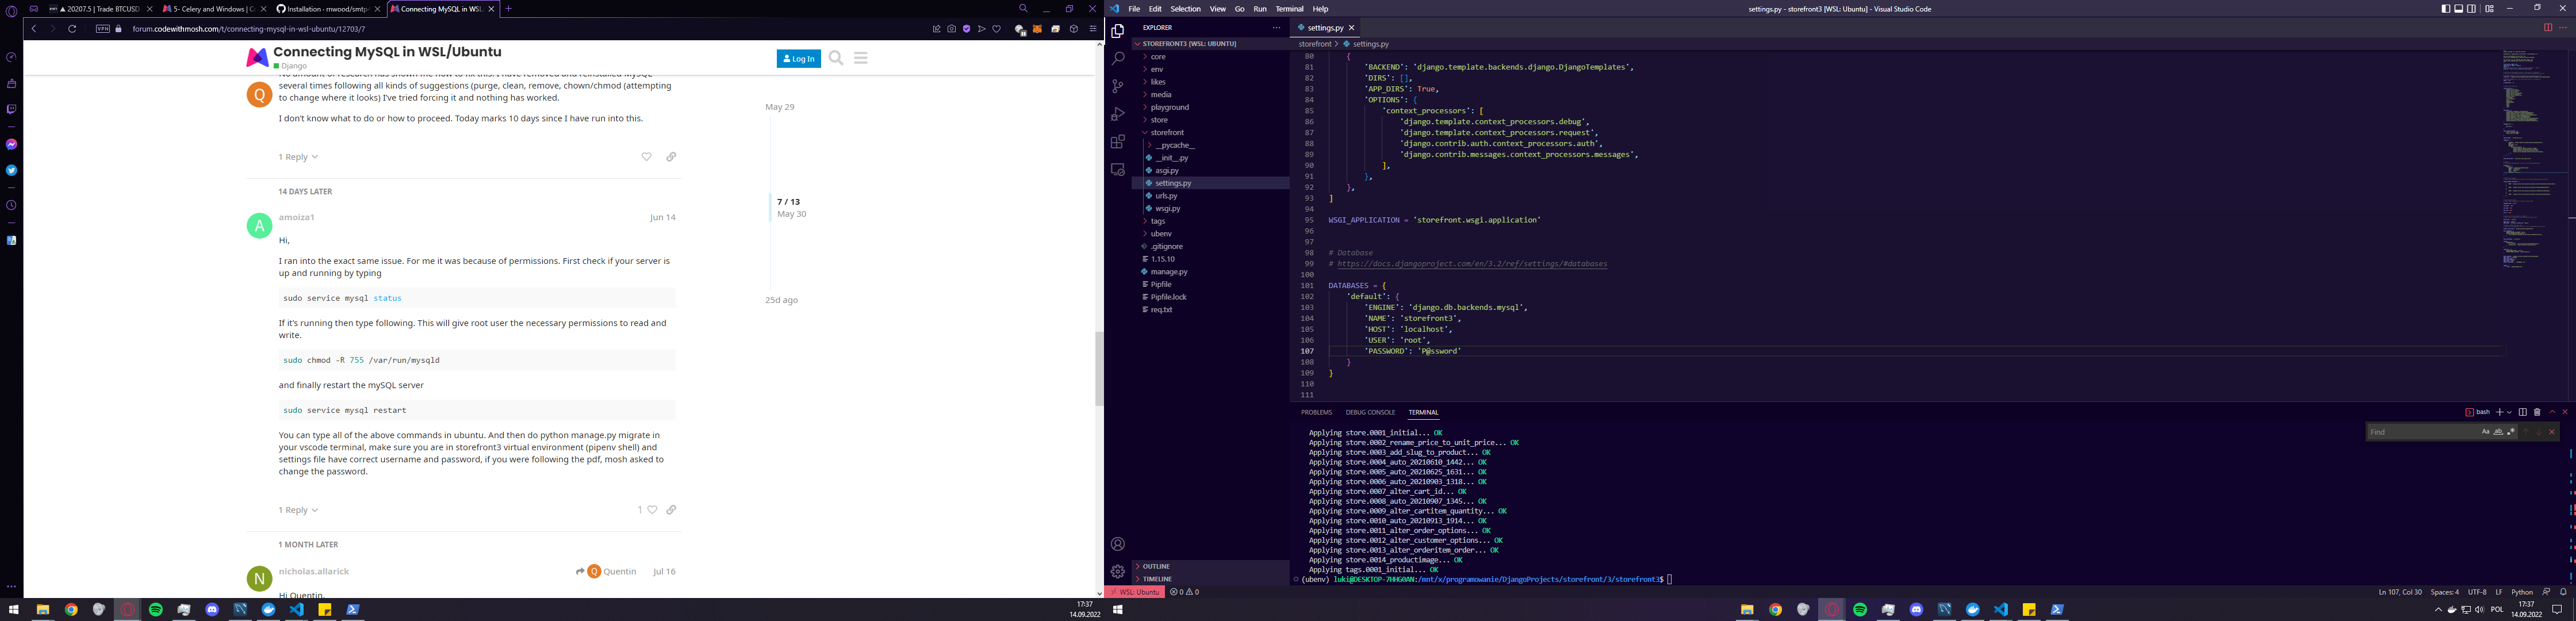 ▲ 20207.5 | Trade BTCUSD
5- Celery and Windows | Co
Installation · rnwood/smtp4
Connecting MySQL in WSL
VPN
forum.codewithmosh.com/t/connecting-mysql-in-wsl-ubuntu/12703/7
Connecting MySQL in WSL/Ubuntu
Django
Log In
No amount of research has shown me how to fix this. I have removed and reinstalled MySQL
several times following all kinds of suggestions (purge, clean, remove, chown/chmod (attempting
to change where it looks) I've tried forcing it and nothing has worked.
I don't know what to do or how to proceed. Today marks 10 days since I have run into this.
1 Reply
14 DAYS LATER
amoiza1
Jun 14
Hi,
I ran into the exact same issue. For me it was because of permissions. First check if your server is
up and running by typing
sudo service mysql status
If it's running then type following. This will give root user the necessary permissions to read and
write.
sudo chmod -R 755 /var/run/mysqld
and finally restart the mySQL server
sudo service mysql restart
You can type all of the above commands in ubuntu. And then do python manage.py migrate in
your vscode terminal, make sure you are in storefront3 virtual environment (pipenv shell) and
settings file have correct username and password, if you were following the pdf, mosh asked to
change the password.
1 Reply
1
1 MONTH LATER
nicholas.allarick
Quentin
Jul 16
Hi Quentin,
May 29
7 / 13
May 30
25d ago
17:37
14.09.2022
File Edit Selection View Go Run Terminal Help
settings.py - storefront3 [WSL: Ubuntu] - Visual Studio Code
EXPLORER
STOREFRONT3 [WSL: UBUNTU]
core
env
likes
media
playground
store
storefront
__pycache__
__init__.py
asgi.py
settings.py
urls.py
wsgi.py
tags
ubenv
.gitignore
1.15.10
manage.py
Pipfile
Pipfile.lock
req.txt
OUTLINE
TIMELINE
settings.py
storefront > settings.py
80 {
81 'BACKEND': 'django.template.backends.django.DjangoTemplates',
82 'DIRS': [],
83 'APP_DIRS': True,
84 'OPTIONS': {
85 'context_processors': [
86 'django.template.context_processors.debug',
87 'django.template.context_processors.request',
88 'django.contrib.auth.context_processors.auth',
89 'django.contrib.messages.context_processors.messages',
90 ],
91 },
92 },
93 ]
94
95 WSGI_APPLICATION = 'storefront.wsgi.application'
96
97
98 # Database
99 # https://docs.djangoproject.com/en/3.2/ref/settings/#databases
100
101 DATABASES = {
102 'default': {
103 'ENGINE': 'django.db.backends.mysql',
104 'NAME': 'storefront3',
105 'HOST': 'localhost',
106 'USER': 'root',
107 'PASSWORD': 'P@ssword'
108 }
109 }
110
111
PROBLEMS DEBUG CONSOLE TERMINAL
bash
Find
Applying store.0001_initial... OK
Applying store.0002_rename_price_to_unit_price... OK
Applying store.0003_add_slug_to_product... OK
Applying store.0004_auto_20210610_1442... OK
Applying store.0005_auto_20210625_1631... OK
Applying store.0006_auto_20210903_1318... OK
Applying store.0007_alter_cart_id... OK
Applying store.0008_auto_20210907_1345... OK
Applying store.0009_alter_cartitem_quantity... OK
Applying store.0010_auto_20210913_1914... OK
Applying store.0011_alter_order_options... OK
Applying store.0012_alter_customer_options... OK
Applying store.0013_alter_orderitem_order... OK
Applying store.0014_productimage... OK
Applying tags.0001_initial... OK
(ubenv) luki@DESKTOP-7HHG0AN:/mnt/x/programowanie/DjangoProjects/storefront/3/storefront3$
WSL: Ubuntu
0 0
Ln 107, Col 30 Spaces: 4 UTF-8 LF Python
POL
17:37
14.09.2022